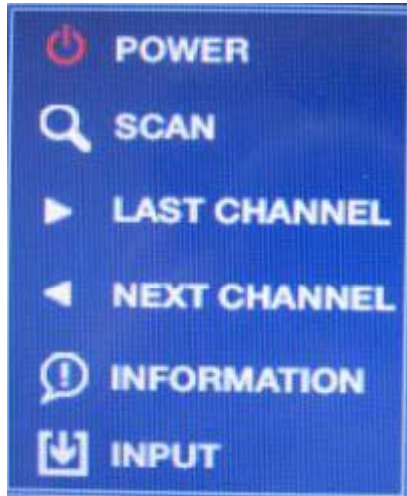 POWER
SCAN
LAST CHANNEL
NEXT CHANNEL
INFORMATION
INPUT